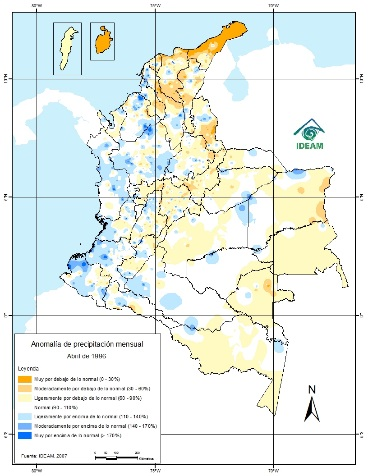 IDEAM
Anomalía de precipitación mensual
Abril de 1996
Leyenda
Muy por debajo de lo normal (0 - 30%)
Moderadamente por debajo de lo normal (30 - 60%)
Ligeramente por debajo de lo normal (60 - 90%)
Normal (90 - 110%)
Ligeramente por encima de lo normal (110 - 140%)
Moderadamente por encima de lo normal (140 - 170%)
Muy por encima de lo normal (> 170%)
N
Fuente: IDEAM, 2007